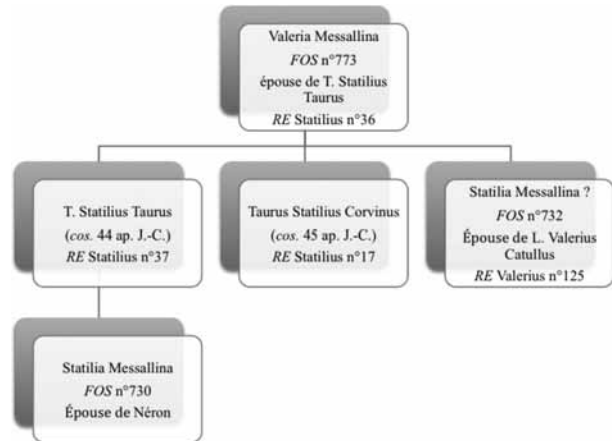 Valeria Messallina
FOS n°773
épouse de T. Statilius
Taurus
RE Statilius n°36
T. Statilius Taurus
(cos. 44 ap. J.-C.)
RE Statilius n°37
Taurus Statilius Corvinus
(cos. 45 ap. J.-C.)
RE Statilius n°17
Statilia Messallina ?
FOS n°732
Épouse de L. Valerius
Catullus
RE Valerius n°125
Statilia Messallina
FOS n°730
Épouse de Néron